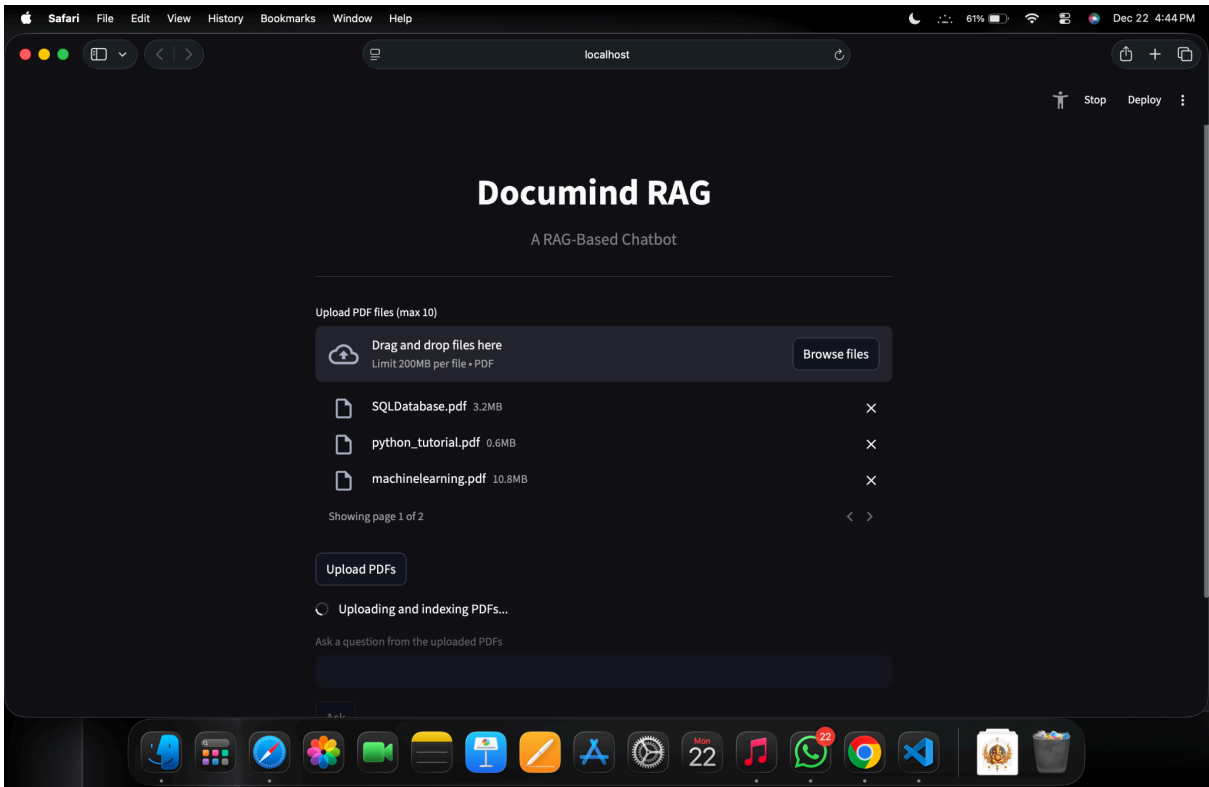 Safari File Edit View History Bookmarks Window Help 61% Dec 22 4:44 PM
localhost
Stop Deploy
Documind RAG
A RAG-Based Chatbot
Upload PDF files (max 10)
Drag and drop files here
Limit 200MB per file • PDF
Browse files
SQLDatabase.pdf 3.2MB
python_tutorial.pdf 0.6MB
machinelearning.pdf 10.8MB
Showing page 1 of 2
Upload PDFs
Uploading and indexing PDFs...
Ask a question from the uploaded PDFs
Ask
Mon
22
22